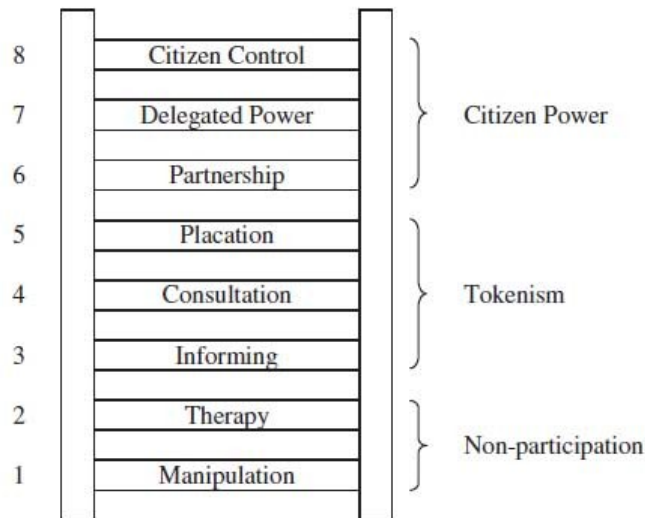 8 Citizen Control
7 Delegated Power
Citizen Power
6 Partnership
5 Placation
4 Consultation
Tokenism
3 Informing
2 Therapy
Non-participation
1 Manipulation